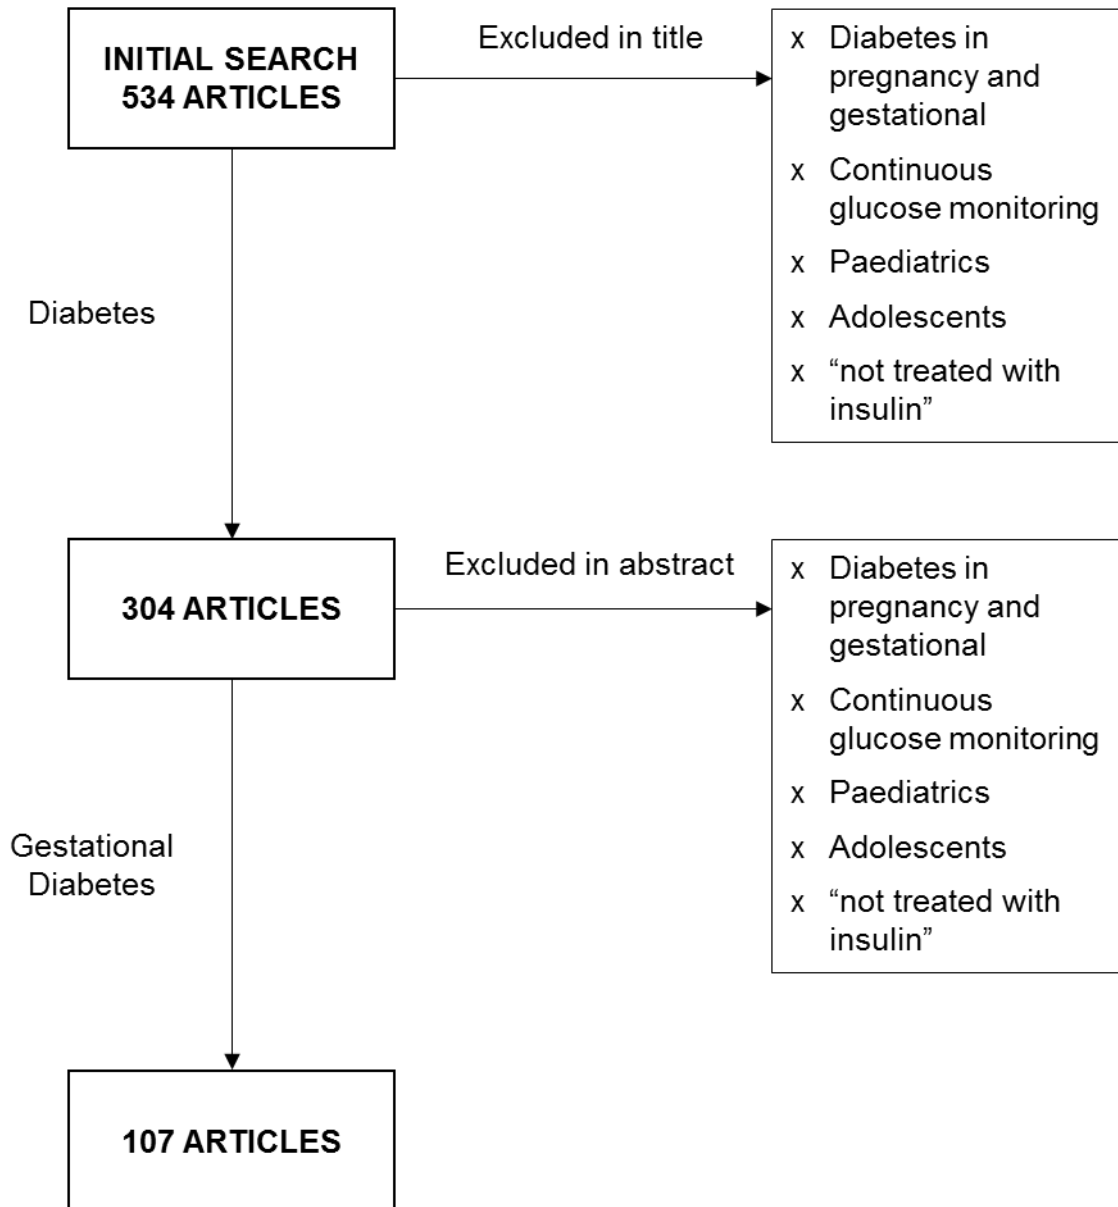 INITIAL SEARCH
534 ARTICLES
Excluded in title
x Diabetes in
pregnancy and
gestational
x Continuous
glucose monitoring
x Paediatrics
x Adolescents
x “not treated with
insulin”
Diabetes
304 ARTICLES
Excluded in abstract
x Diabetes in
pregnancy and
gestational
x Continuous
glucose monitoring
x Paediatrics
x Adolescents
x “not treated with
insulin”
Gestational
Diabetes
107 ARTICLES